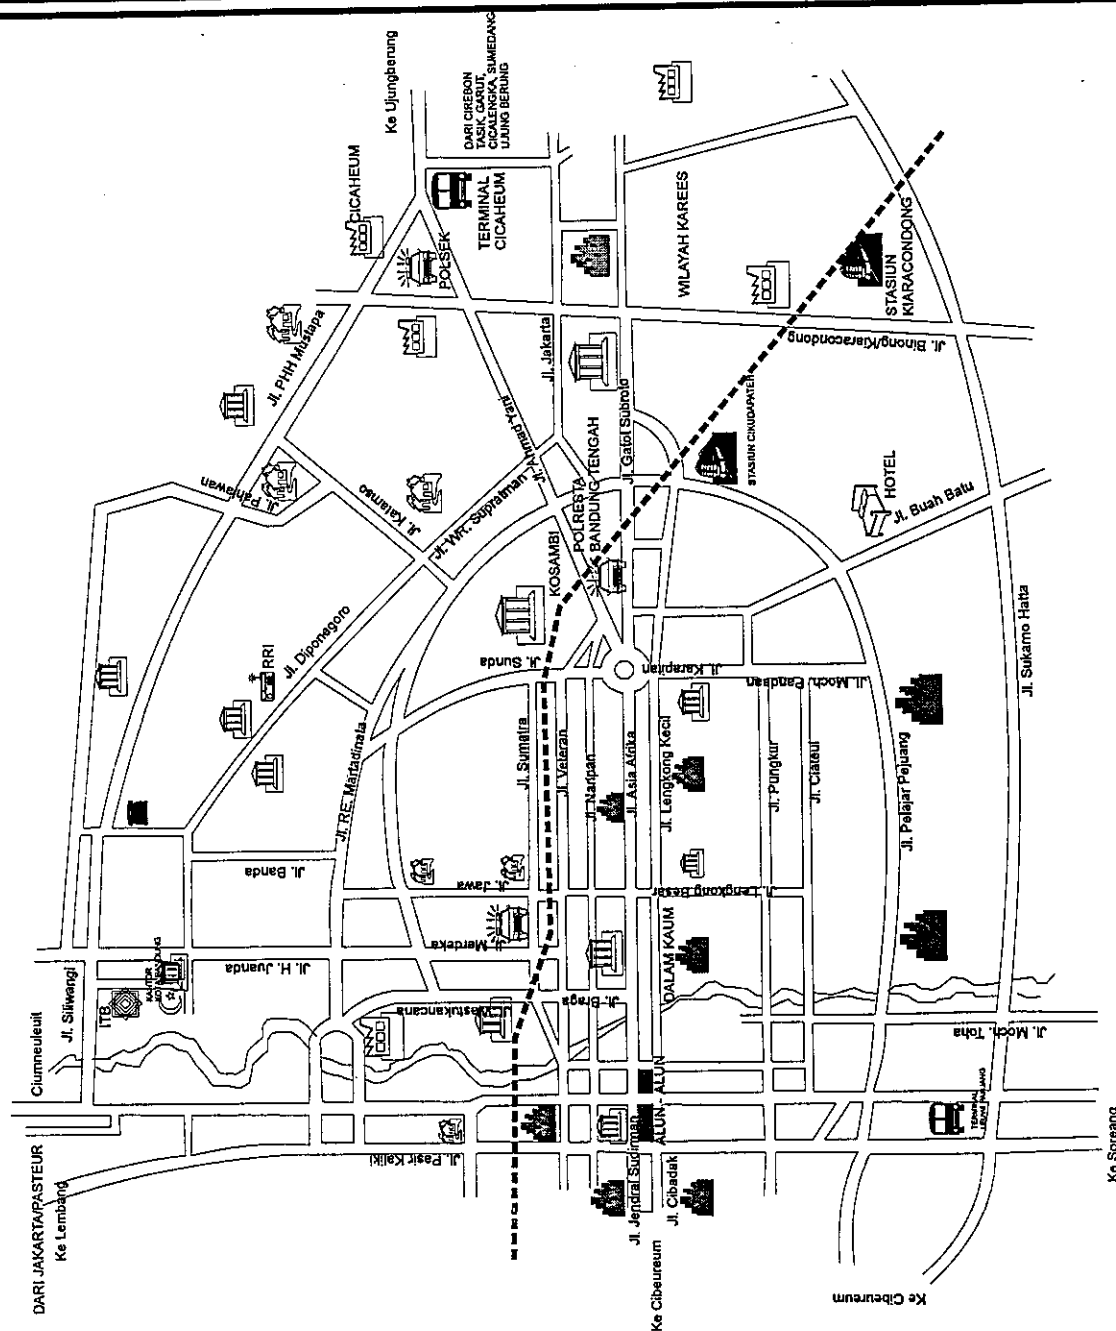 Ke Ujungberung
DARI CIREBON
TASIK, GARUT,
CICALENGKA, SUMEDANG
UJUNG BERUNG
CICAHEUM
TERMINAL
CICAHEUM
POLSEK
WILAYAH KAREES
STASIUN
KIARACONDONG
Jl. PHH Mustapa
Jl. Jakarta
Jl. Binong/Kiaracondong
Jl. Ahmad Yani
Jl. Gatot Subroto
STASIUN CIKUDAPATEH
Jl. Pahlawan
Jl. Katamso
Jl. WR. Supratman
POLRESTA
BANDUNG TENGAH
HOTEL
Jl. Buah Batu
KOSAMBI
Jl. Diponegoro
RRI
Jl. Sunda
Jl. Karapitan
Jl. Moch. Ramdaan
Jl. Sukarno Hatta
Jl. RE. Martadinata
Jl. Sumatra
Jl. Veteran
Jl. Naripan
Jl. Asia Afrika
Jl. Lengkong Kecil
Jl. Pungkur
Jl. Ciateul
Jl. Pelajar Pejuang
Jl. Banda
Jl. Jawa
Jl. Lengkong Besar
Merdeka
DALAM KAUM
Jl. H. Juanda
KANTOR
ITB
Jl. Siliwangi
Ciumneuleuil
Westukancana
Jl. Braga
Jl. Moch. Toha
ALUN - ALUN
TERMINAL
Jl. Pasir Kaliki
Jl. Jendral Sudirman
Jl. Cibadak
DARI JAKARTA/PASTEUR
Ke Lembang
Ke Cibeureum
Ke Cibeureum
Ke Soreang